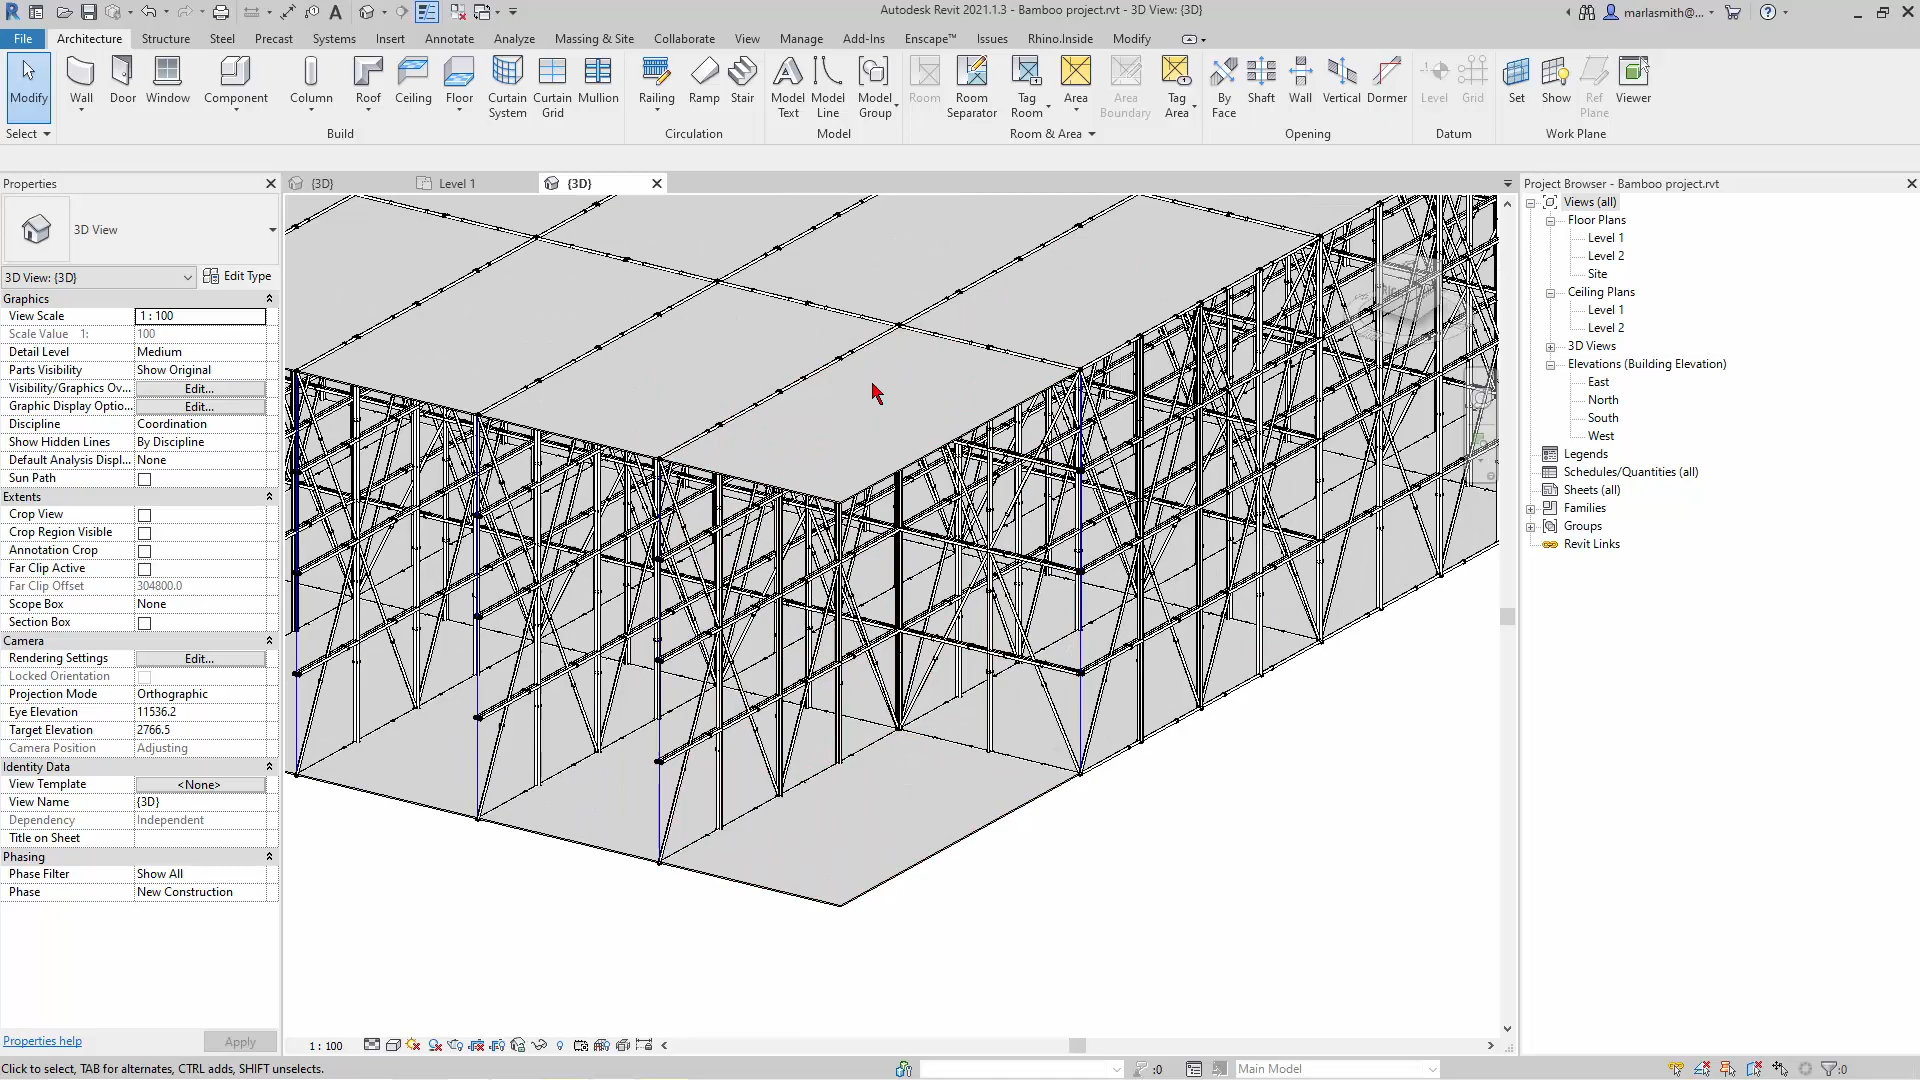 Autodesk Revit 2021.1.3 - Bamboo project.rvt - 3D View: {3D}
marlasmith@...
File Architecture Structure Steel Precast Systems Insert Annotate Analyze Massing & Site Collaborate View Manage Add-Ins Enscape™ Issues Rhino.Inside Modify
Modify Wall Door Window Component Column Roof Ceiling Floor Curtain System Curtain Grid Mullion Railing Ramp Stair Model Text Model Line Model Group Room Room Separator Tag Room Area Area Boundary Tag Area By Face Shaft Wall Vertical Dormer Level Grid Set Show Ref Plane Viewer
Select Build Circulation Model Room & Area Opening Datum Work Plane
Properties
{3D} Level 1 {3D}
3D View
3D View: {3D} Edit Type
Graphics
View Scale 1 : 100
Scale Value 1: 100
Detail Level Medium
Parts Visibility Show Original
Visibility/Graphics Ov... Edit...
Graphic Display Optio... Edit...
Discipline Coordination
Show Hidden Lines By Discipline
Default Analysis Displ... None
Sun Path
Extents
Crop View
Crop Region Visible
Annotation Crop
Far Clip Active
Far Clip Offset 304800.0
Scope Box None
Section Box
Camera
Rendering Settings Edit...
Locked Orientation
Projection Mode Orthographic
Eye Elevation 11536.2
Target Elevation 2766.5
Camera Position Adjusting
Identity Data
View Template <None>
View Name {3D}
Dependency Independent
Title on Sheet
Phasing
Phase Filter Show All
Phase New Construction
Properties help Apply
Project Browser - Bamboo project.rvt
Views (all)
Floor Plans
Level 1
Level 2
Site
Ceiling Plans
Level 1
Level 2
3D Views
Elevations (Building Elevation)
East
North
South
West
Legends
Schedules/Quantities (all)
Sheets (all)
Families
Groups
Revit Links
1 : 100
Click to select, TAB for alternates, CTRL adds, SHIFT unselects.
:0 Main Model :0